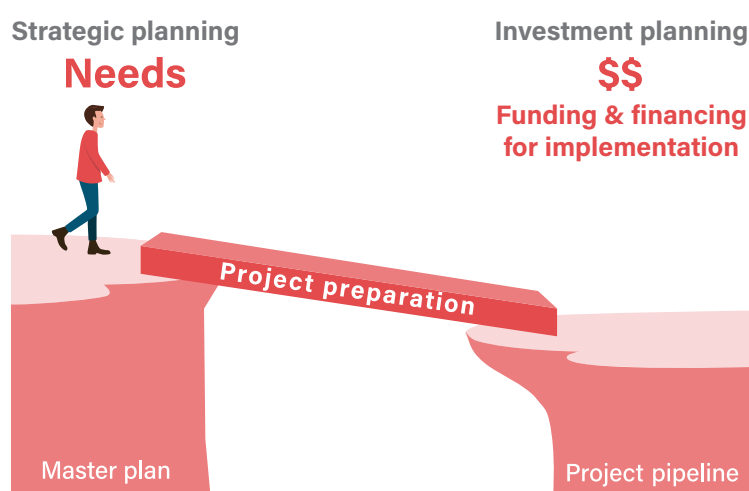 Strategic planning
Needs
Investment planning
$$
Funding & financing
for implementation
Project preparation
Master plan
Project pipeline